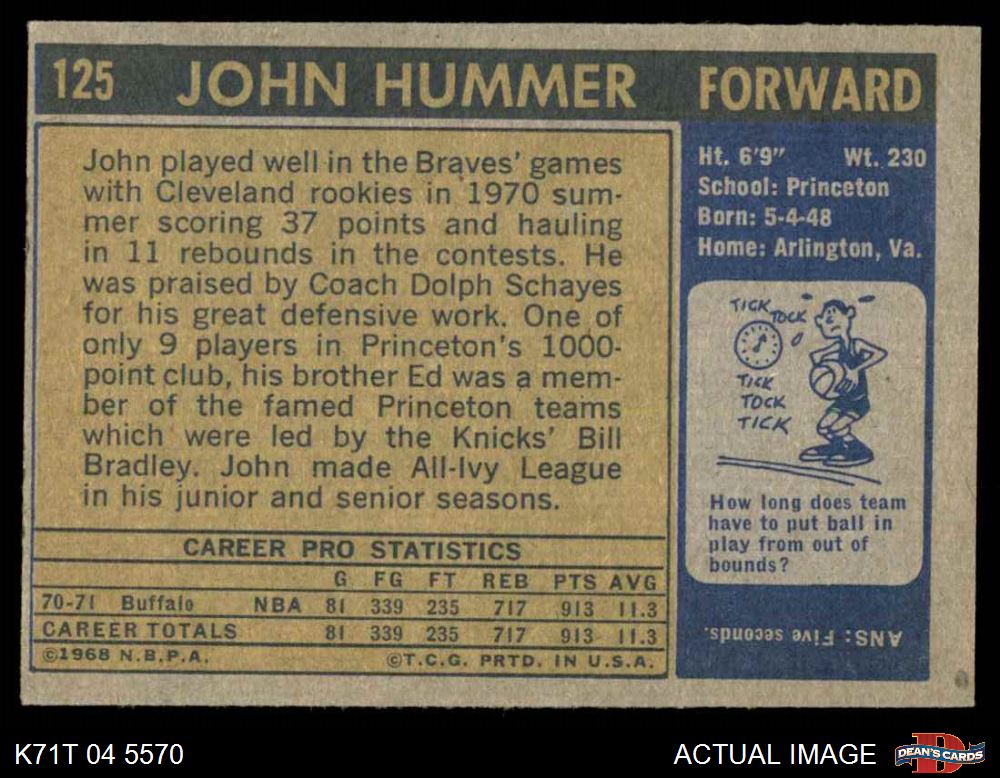 125 JOHN HUMMER FORWARD
John played well in the Braves' games
with Cleveland rookies in 1970 sum-
mer scoring 37 points and hauling
in 11 rebounds in the contests. He
was praised by Coach Dolph Schayes
for his great defensive work. One of
only 9 players in Princeton's 1000-
point club, his brother Ed was a mem-
ber of the famed Princeton teams
which were led by the Knicks' Bill
Bradley. John made All-Ivy League
in his junior and senior seasons.
CAREER PRO STATISTICS
G FG FT REB PTS AVG
70-71 Buffalo NBA 81 339 235 717 913 11.3
CAREER TOTALS 81 339 235 717 913 11.3
©1968 N.B.P.A. ©T.C.G. PRTD. IN U.S.A.
Ht. 6'9" Wt. 230
School: Princeton
Born: 5-4-48
Home: Arlington, Va.
TICK
TOCK
TICK
TOCK
TICK
How long does team
have to put ball in
play from out of
bounds?
ANS: Five seconds.
K71T 04 5570 ACTUAL IMAGE
D
DEAN'S CARDS